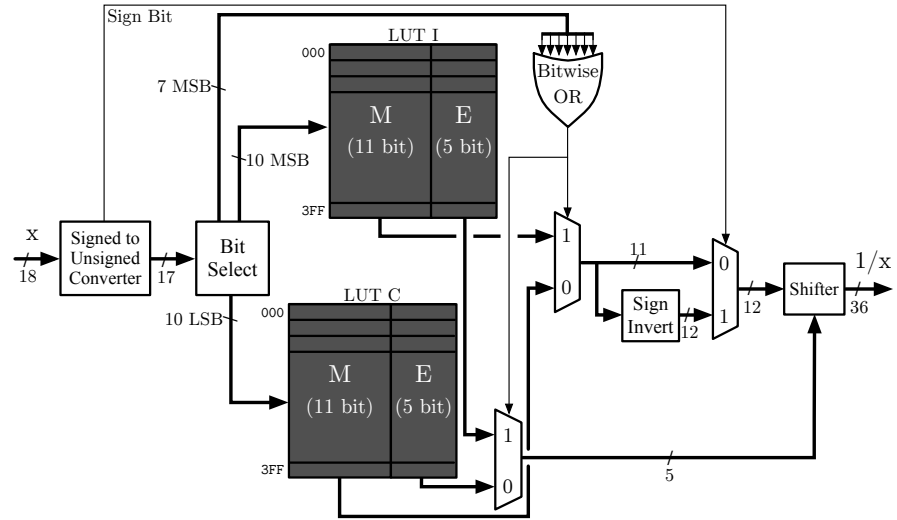 Sign Bit
LUT I
000
7 MSB
Bitwise
OR
M
E
(11 bit)
(5 bit)
10 MSB
3FF
x
18
Signed to
Unsigned
Converter
17
Bit
Select
1
0
11
0
1
Sign
Invert
12
12
Shifter
1/x
36
LUT C
000
10 LSB
M
E
(11 bit)
(5 bit)
3FF
1
0
5